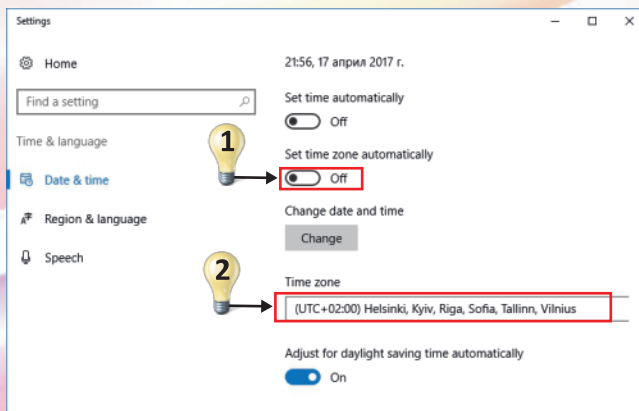 Settings
Home
Find a setting
Time & language
Date & time
Region & language
Speech
21:56, 17 април 2017 г.
Set time automatically
Off
1
Set time zone automatically
Off
Change date and time
Change
2
Time zone
(UTC+02:00) Helsinki, Kyiv, Riga, Sofia, Tallinn, Vilnius
Adjust for daylight saving time automatically
On